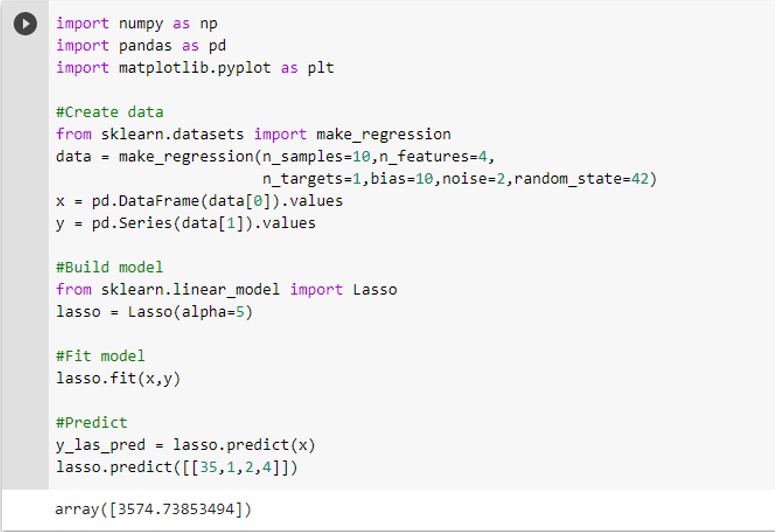 import numpy as np
import pandas as pd
import matplotlib.pyplot as plt
#Create data
from sklearn.datasets import make_regression
data = make_regression(n_samples=10,n_features=4,
n_targets=1,bias=10,noise=2,random_state=42)
x = pd.DataFrame(data[0]).values
y = pd.Series(data[1]).values
#Build model
from sklearn.linear_model import Lasso
lasso = Lasso(alpha=5)
#Fit model
lasso.fit(x,y)
#Predict
y_las_pred = lasso.predict(x)
lasso.predict([[35,1,2,4]])
array([3574.73853494])